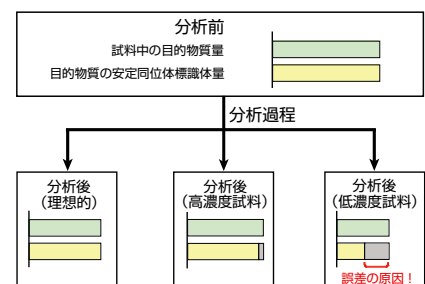 分析前
試料中の目的物質量
目的物質の安定同位体標識体量
分析過程
分析後
（理想的）
分析後
（高濃度試料）
分析後
（低濃度試料）
誤差の原因！